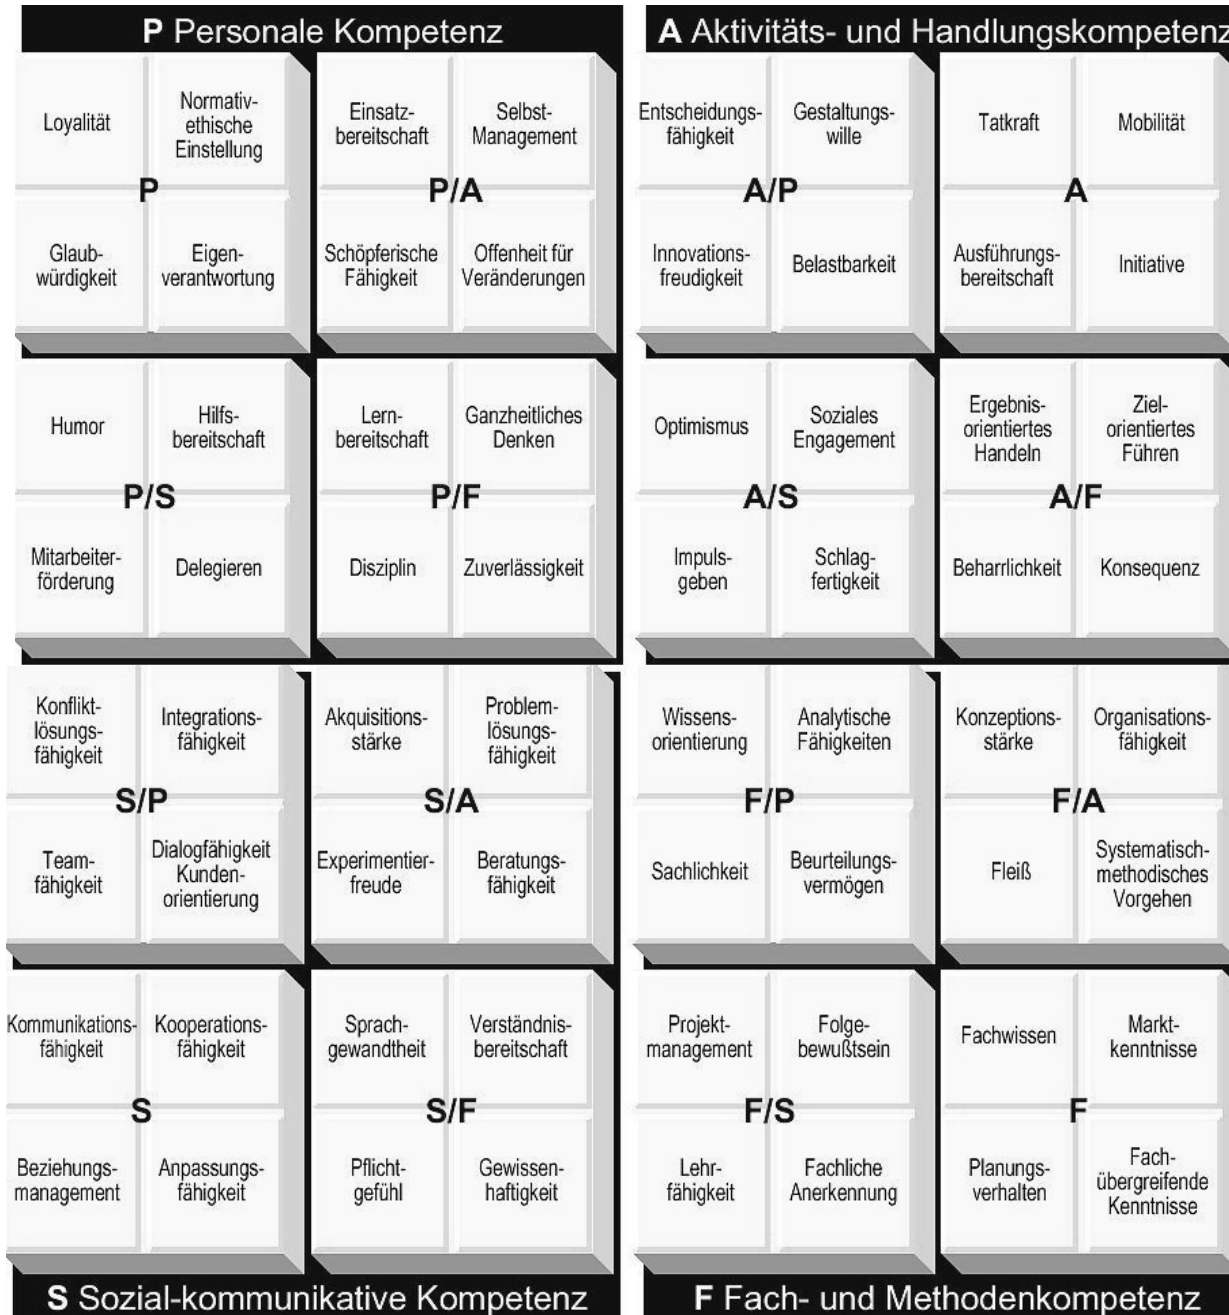 P Personale Kompetenz
A Aktivitäts- und Handlungskompetenz
Loyalität
Normativ-
ethische
Einstellung
P
Glaub-
würdigkeit
Eigen-
verantwortung
Einsatz-
bereitschaft
Selbst-
Management
P/A
Schöpferische
Fähigkeit
Offenheit für
Veränderungen
Entscheidungs-
fähigkeit
Gestaltungs-
wille
A/P
Innovations-
freudigkeit
Belastbarkeit
Tatkraft
Mobilität
A
Ausführungs-
bereitschaft
Initiative
Humor
Hilfs-
bereitschaft
P/S
Mitarbeiter-
förderung
Delegieren
Lern-
bereitschaft
Ganzheitliches
Denken
P/F
Disziplin
Zuverlässigkeit
Optimismus
Soziales
Engagement
A/S
Impuls-
geben
Schlag-
fertigkeit
Ergebnis-
orientiertes
Handeln
Ziel-
orientiertes
Führen
A/F
Beharrlichkeit
Konsequenz
Konflikt-
lösungs-
fähigkeit
Integrations-
fähigkeit
S/P
Team-
fähigkeit
Dialogfähigkeit
Kunden-
orientierung
Akquisitions-
stärke
Problem-
lösungs-
fähigkeit
S/A
Experimentier-
freude
Beratungs-
fähigkeit
Wissens-
orientierung
Analytische
Fähigkeiten
F/P
Sachlichkeit
Beurteilungs-
vermögen
Konzeptions-
stärke
Organisations-
fähigkeit
F/A
Fleiß
Systematisch-
methodisches
Vorgehen
Kommunikations-
fähigkeit
Kooperations-
fähigkeit
S
Beziehungs-
management
Anpassungs-
fähigkeit
Sprach-
gewandtheit
Verständnis-
bereitschaft
S/F
Pflicht-
gefühl
Gewissen-
haftigkeit
Projekt-
management
Folge-
bewußtsein
F/S
Lehr-
fähigkeit
Fachliche
Anerkennung
Fachwissen
Markt-
kenntnisse
F
Planungs-
verhalten
Fach-
übergreifende
Kenntnisse
S Sozial-kommunikative Kompetenz
F Fach- und Methodenkompetenz